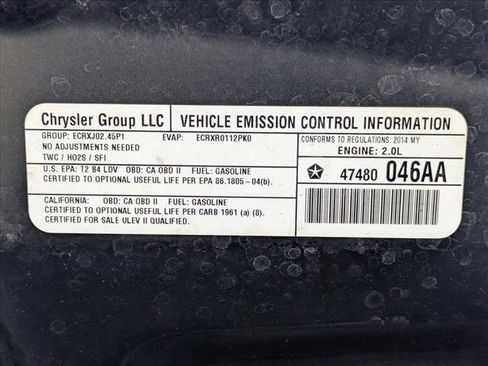 Chrysler Group LLC
VEHICLE EMISSION CONTROL INFORMATION
GROUP: ECRXJ02.45P1 EVAP: ECRXR0112PK0
NO ADJUSTMENTS NEEDED
TWC / HO2S / SFI
CONFORMS TO REGULATIONS: 2014 MY
ENGINE: 2.0L
U.S. EPA: T2 B4 LDV OBD: CA OBD II FUEL: GASOLINE
CERTIFIED TO OPTIONAL USEFUL LIFE PER EPA 86.1805-04(b).
47480 046AA
CALIFORNIA: OBD: CA OBD II FUEL: GASOLINE
CERTIFIED TO OPTIONAL USEFUL LIFE PER CARB 1961 (a) (8).
CERTIFIED FOR SALE ULEV II QUALIFIED.